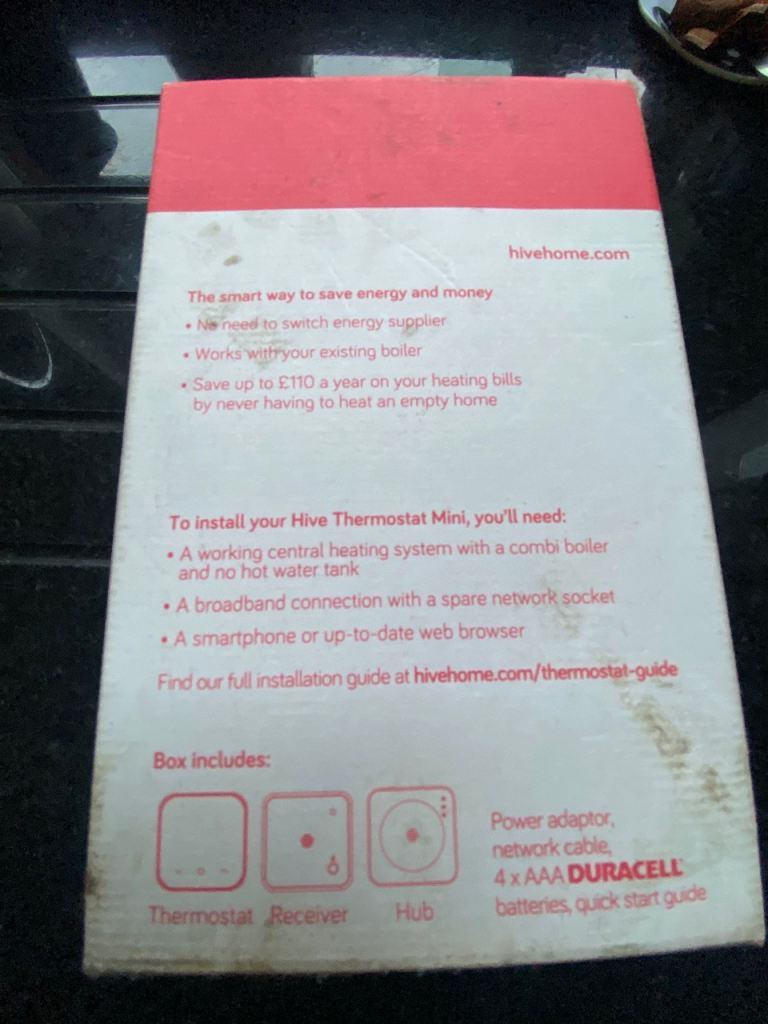 hivehome.com
The smart way to save energy and money
• No need to switch energy supplier
• Works with your existing boiler
• Save up to £110 a year on your heating bills
by never having to heat an empty home
To install your Hive Thermostat Mini, you'll need:
• A working central heating system with a combi boiler
and no hot water tank
• A broadband connection with a spare network socket
• A smartphone or up-to-date web browser
Find our full installation guide at hivehome.com/thermostat-guide
Box includes:
Thermostat
Receiver
Hub
Power adaptor,
network cable,
4 x AAA DURACELL
batteries, quick start guide